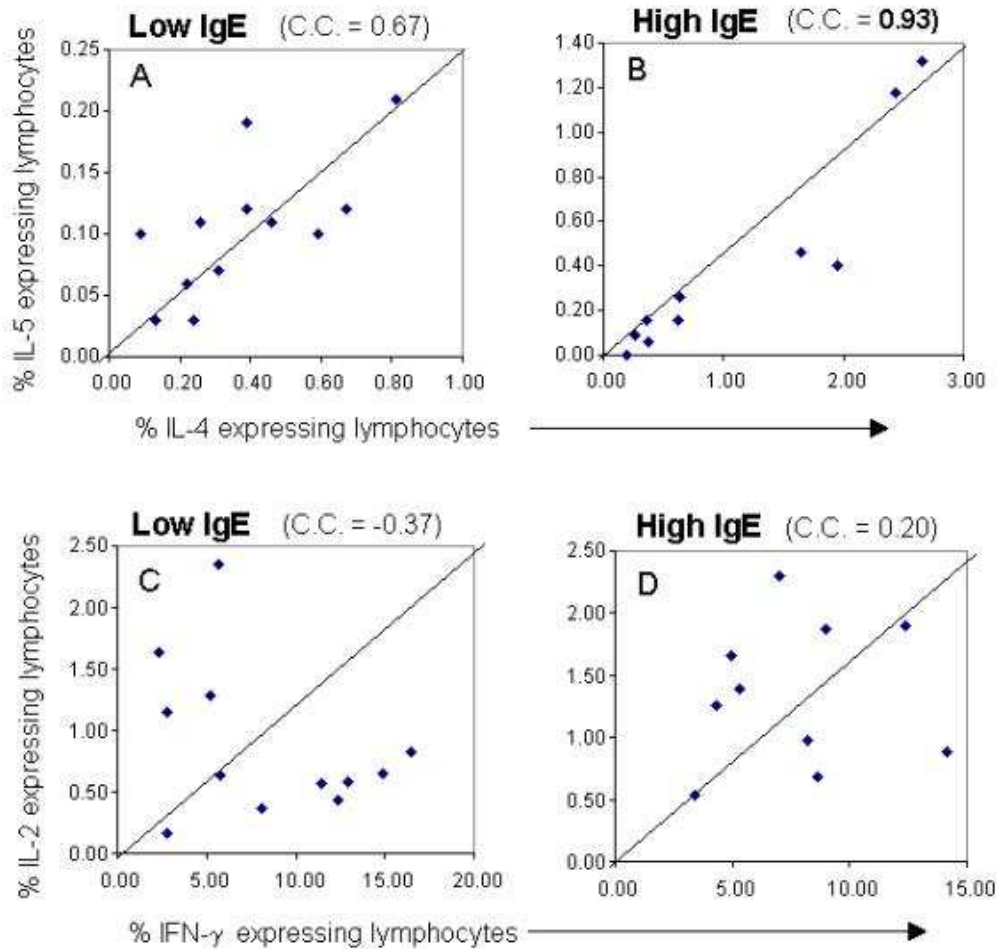 Low IgE (C.C. = 0.67)
High IgE (C.C. = 0.93)
A
B
% IL-5 expressing lymphocytes
0.25
0.20
0.15
0.10
0.05
0.00
0.00 0.20 0.40 0.60 0.80 1.00
1.40
1.20
1.00
0.80
0.60
0.40
0.20
0.00
0.00 1.00 2.00 3.00
% IL-4 expressing lymphocytes
Low IgE (C.C. = -0.37)
High IgE (C.C. = 0.20)
C
D
% IL-2 expressing lymphocytes
2.50
2.00
1.50
1.00
0.50
0.00
0.00 5.00 10.00 15.00 20.00
2.50
2.00
1.50
1.00
0.50
0.00
0.00 5.00 10.00 15.00
% IFN-γ expressing lymphocytes